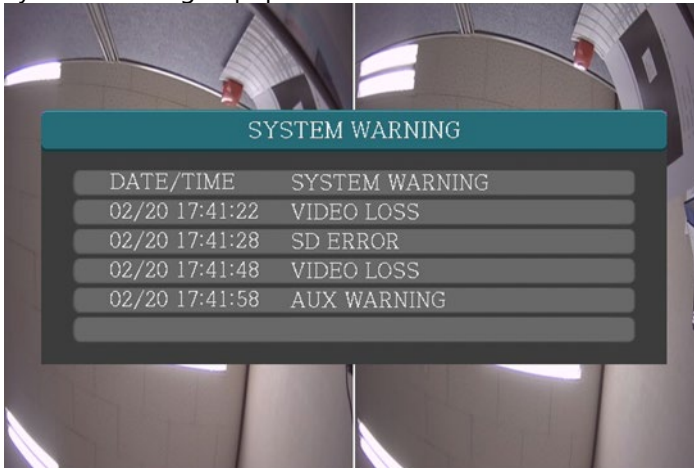 SYSTEM WARNING
DATE/TIME SYSTEM WARNING
02/20 17:41:22 VIDEO LOSS
02/20 17:41:28 SD ERROR
02/20 17:41:48 VIDEO LOSS
02/20 17:41:58 AUX WARNING